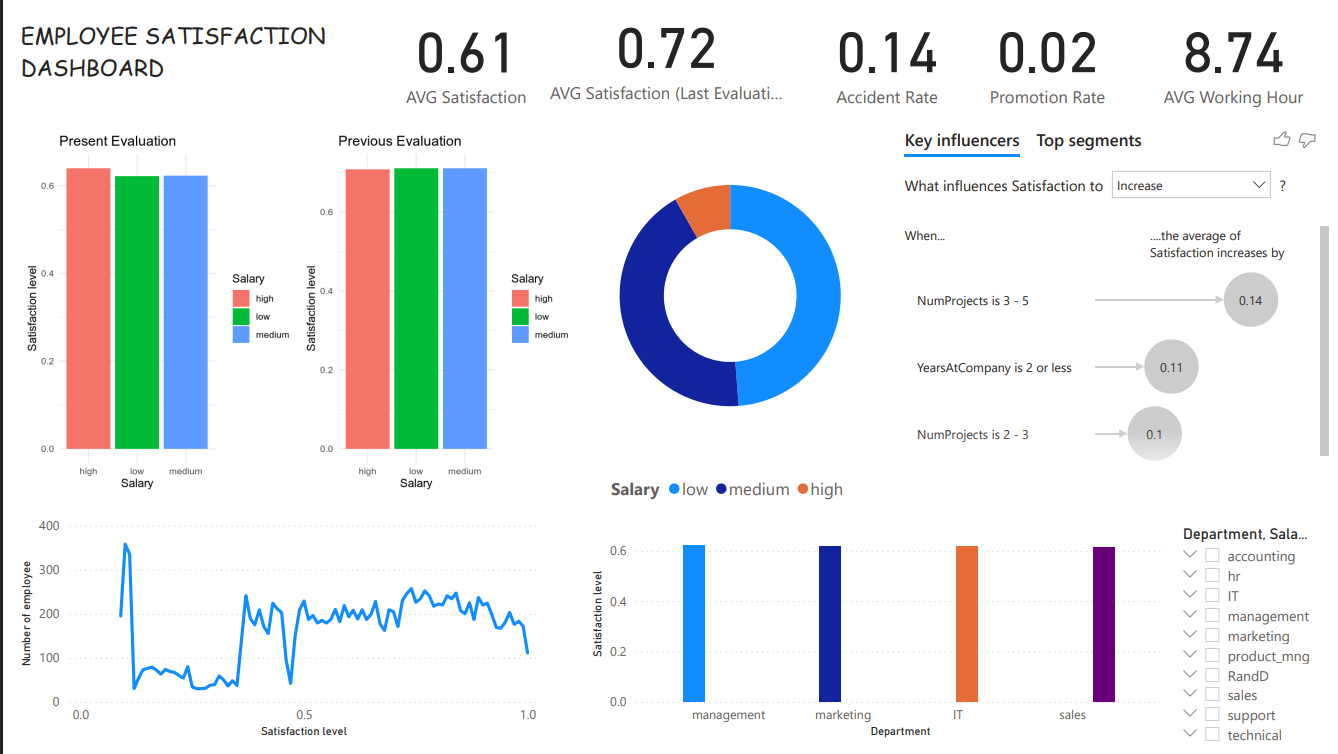 EMPLOYEE SATISFACTION
DASHBOARD
0.61
AVG Satisfaction
0.72
AVG Satisfaction (Last Evaluati...
0.14
Accident Rate
0.02
Promotion Rate
8.74
AVG Working Hour
Present Evaluation
Satisfaction level
0.6
0.4
0.2
0.0
high
low
medium
Salary
Salary
high
low
medium
Previous Evaluation
Satisfaction level
0.6
0.4
0.2
0.0
high
low
medium
Salary
Salary
high
low
medium
Salary
low
medium
high
Key influencers
Top segments
What influences Satisfaction to
Increase
?
When...
....the average of
Satisfaction increases by
NumProjects is 3 - 5
0.14
YearsAtCompany is 2 or less
0.11
NumProjects is 2 - 3
0.1
Number of employee
400
300
200
100
0
0.0
0.5
1.0
Satisfaction level
Satisfaction level
0.6
0.4
0.2
0.0
management
marketing
IT
sales
Department
Department, Sala...
accounting
hr
IT
management
marketing
product_mng
RandD
sales
support
technical